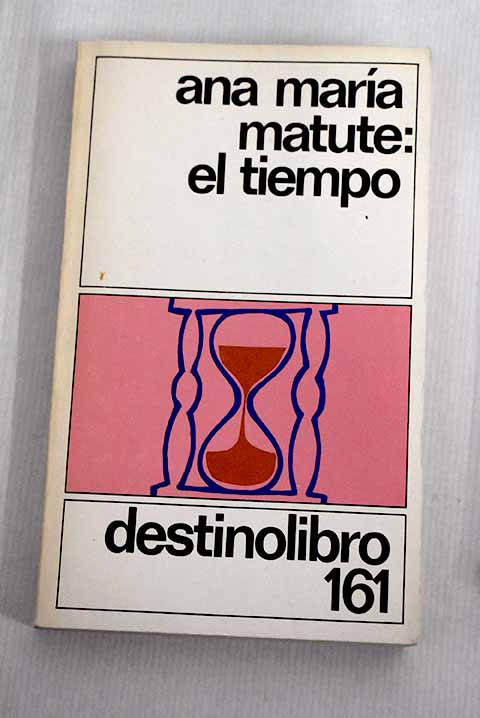 ana maría
matute:
el tiempo
destinolibro
161